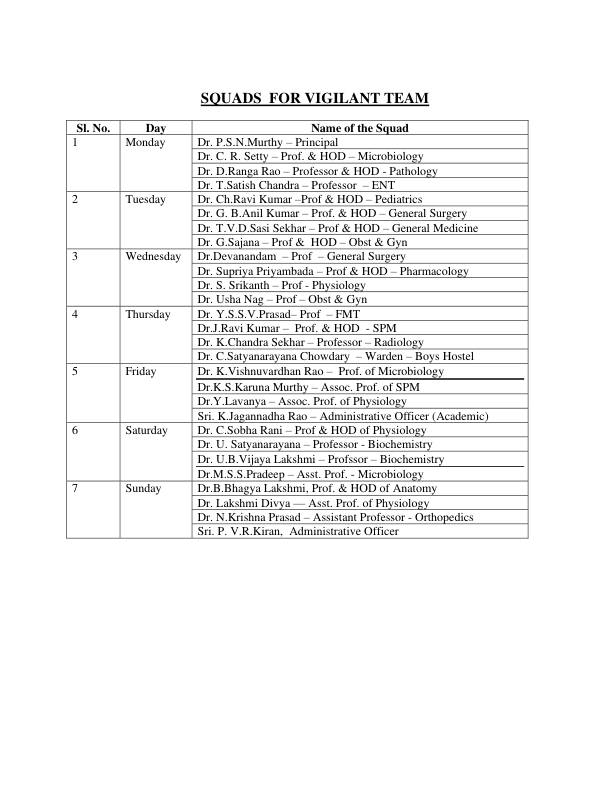 SQUADS FOR VIGILANT TEAM
Sl. No. Day Name of the Squad
1 Monday Dr. P.S.N.Murthy – Principal
Dr. C. R. Setty – Prof. & HOD – Microbiology
Dr. D.Ranga Rao – Professor & HOD - Pathology
Dr. T.Satish Chandra – Professor – ENT
2 Tuesday Dr. Ch.Ravi Kumar –Prof & HOD – Pediatrics
Dr. G. B.Anil Kumar – Prof. & HOD – General Surgery
Dr. T.V.D.Sasi Sekhar – Prof & HOD – General Medicine
Dr. G.Sajana – Prof & HOD – Obst & Gyn
3 Wednesday Dr.Devanandam – Prof – General Surgery
Dr. Supriya Priyambada – Prof & HOD – Pharmacology
Dr. S. Srikanth – Prof - Physiology
Dr. Usha Nag – Prof – Obst & Gyn
4 Thursday Dr. Y.S.S.V.Prasad– Prof – FMT
Dr.J.Ravi Kumar – Prof. & HOD - SPM
Dr. K.Chandra Sekhar – Professor – Radiology
Dr. C.Satyanarayana Chowdary – Warden – Boys Hostel
5 Friday Dr. K.Vishnuvardhan Rao – Prof. of Microbiology
Dr.K.S.Karuna Murthy – Assoc. Prof. of SPM
Dr.Y.Lavanya – Assoc. Prof. of Physiology
Sri. K.Jagannadha Rao – Administrative Officer (Academic)
6 Saturday Dr. C.Sobha Rani – Prof & HOD of Physiology
Dr. U. Satyanarayana – Professor - Biochemistry
Dr. U.B.Vijaya Lakshmi – Profssor – Biochemistry
Dr.M.S.S.Pradeep – Asst. Prof. - Microbiology
7 Sunday Dr.B.Bhagya Lakshmi, Prof. & HOD of Anatomy
Dr. Lakshmi Divya –– Asst. Prof. of Physiology
Dr. N.Krishna Prasad – Assistant Professor - Orthopedics
Sri. P. V.R.Kiran, Administrative Officer